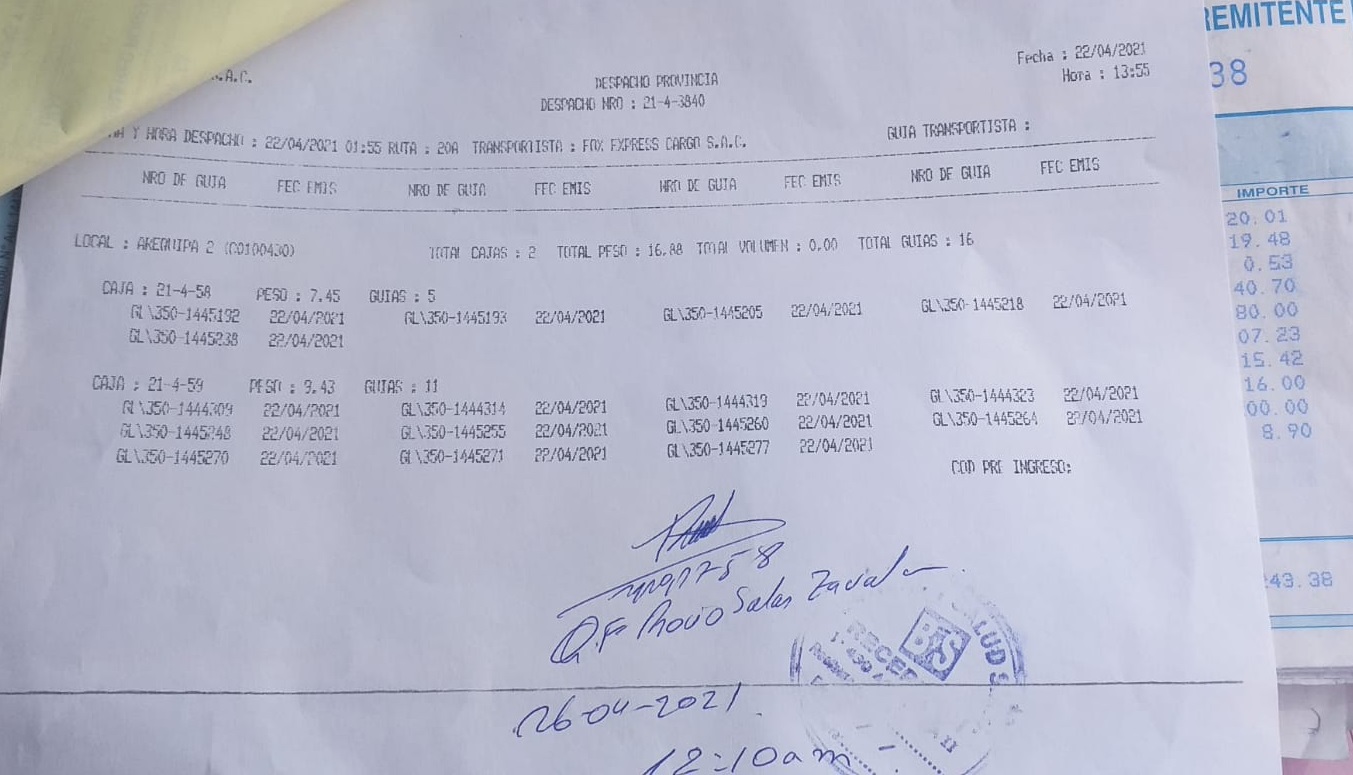 .A.C.
Fecha : 22/04/2021
DESPACHO PROVINCIA
Hora : 13:55
DESPACHO NRO : 21-4-3840
Y HORA DESPACHO : 22/04/2021 01:55 RUTA : 20A TRANSPORTISTA : FOX EXPRESS CARGO S.A.C. GUIA TRANSPORTISTA :
NRO DE GUIA FEC EMIS NRO DE GUIA FEC EMIS NRO DE GUIA FEC EMIS NRO DE GUIA FEC EMIS
LOCAL : AREQUIPA 2 (C0100430) TOTAL CAJAS : 2 TOTAL PESO : 16.88 TOTAL VOLUMEN : 0.00 TOTAL GUIAS : 16
CAJA : 21-4-58 PESO : 7.45 GUIAS : 5
GL\350-1445192 22/04/2021 GL\350-1445193 22/04/2021 GL\350-1445205 22/04/2021 GL\350-1445218 22/04/2021
GL\350-1445238 22/04/2021
CAJA : 21-4-59 PESO : 9.43 GUIAS : 11
GL\350-1444309 22/04/2021 GL\350-1444314 22/04/2021 GL\350-1444319 22/04/2021 GL\350-1444323 22/04/2021
GL\350-1445248 22/04/2021 GL\350-1445255 22/04/2021 GL\350-1445260 22/04/2021 GL\350-1445264 22/04/2021
GL\350-1445270 22/04/2021 GL\350-1445271 22/04/2021 GL\350-1445277 22/04/2021
COD PRE INGRESO:
Q.F. Salas Zavala
26-04-2021
12:10am
RECEP
BTS
SALUD S
REMITENTE
38
IMPORTE
20.01
19.48
0.53
40.70
80.00
07.23
15.42
16.00
00.00
8.90
43.38